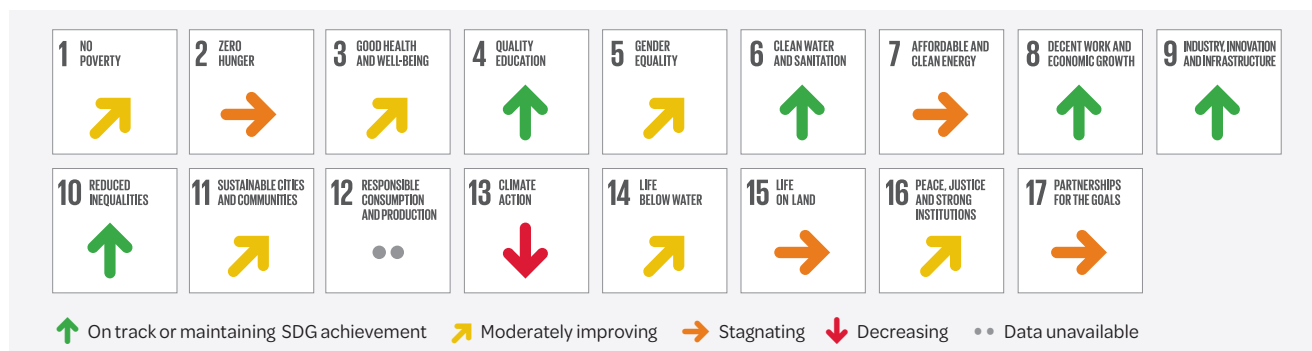 1 NO POVERTY
2 ZERO HUNGER
3 GOOD HEALTH AND WELL-BEING
4 QUALITY EDUCATION
5 GENDER EQUALITY
6 CLEAN WATER AND SANITATION
7 AFFORDABLE AND CLEAN ENERGY
8 DECENT WORK AND ECONOMIC GROWTH
9 INDUSTRY, INNOVATION AND INFRASTRUCTURE
10 REDUCED INEQUALITIES
11 SUSTAINABLE CITIES AND COMMUNITIES
12 RESPONSIBLE CONSUMPTION AND PRODUCTION
13 CLIMATE ACTION
14 LIFE BELOW WATER
15 LIFE ON LAND
16 PEACE, JUSTICE AND STRONG INSTITUTIONS
17 PARTNERSHIPS FOR THE GOALS
On track or maintaining SDG achievement Moderately improving Stagnating Decreasing Data unavailable